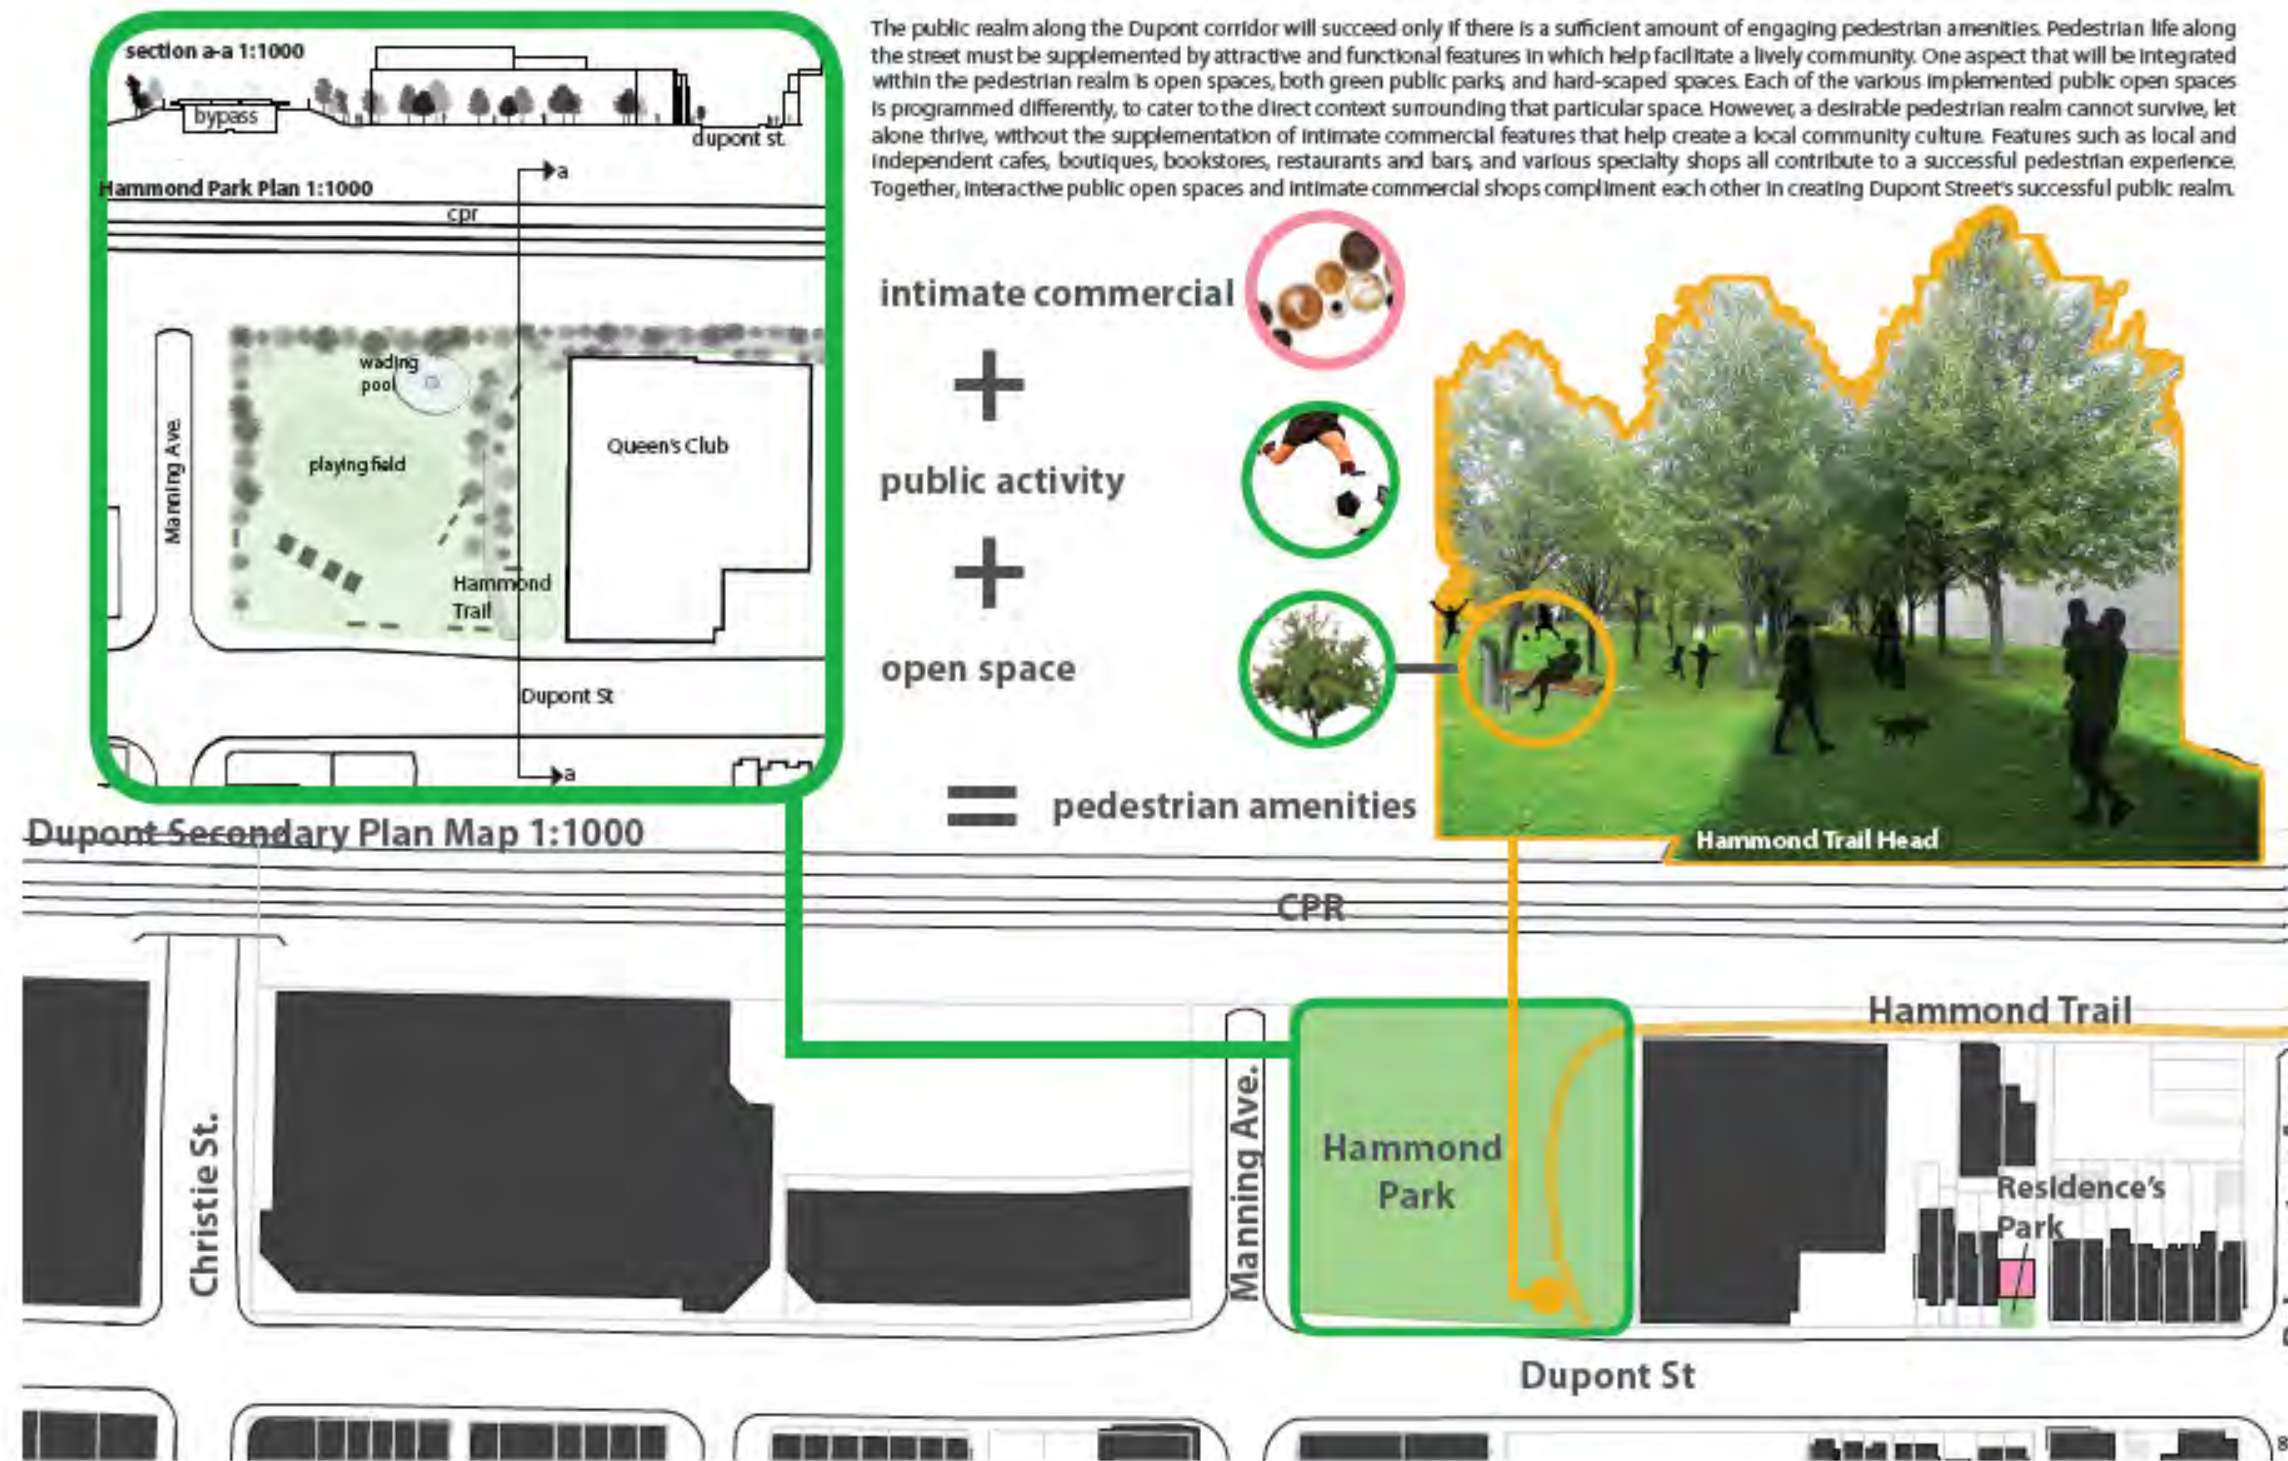 section a-a 1:1000
bypass
dupont st.
a
Hammond Park Plan 1:1000
cpr
wading
pool
Manning Ave.
playing field
Queen's Club
Hammond
Trail
Dupont St
a
The public realm along the Dupont corridor will succeed only if there is a sufficient amount of engaging pedestrian amenities. Pedestrian life along
the street must be supplemented by attractive and functional features in which help facilitate a lively community. One aspect that will be integrated
within the pedestrian realm is open spaces, both green public parks, and hard-scaped spaces. Each of the various implemented public open spaces
is programmed differently, to cater to the direct context surrounding that particular space. However, a desirable pedestrian realm cannot survive, let
alone thrive, without the supplementation of intimate commercial features that help create a local community culture. Features such as local and
independent cafes, boutiques, bookstores, restaurants and bars, and various specialty shops all contribute to a successful pedestrian experience.
Together, interactive public open spaces and intimate commercial shops compliment each other in creating Dupont Street's successful public realm.
intimate commercial
+
public activity
+
open space
= pedestrian amenities
Hammond Trail Head
Dupont Secondary Plan Map 1:1000
CPR
Hammond Trail
Christie St.
Manning Ave.
Hammond
Park
Residence's
Park
Dupont St